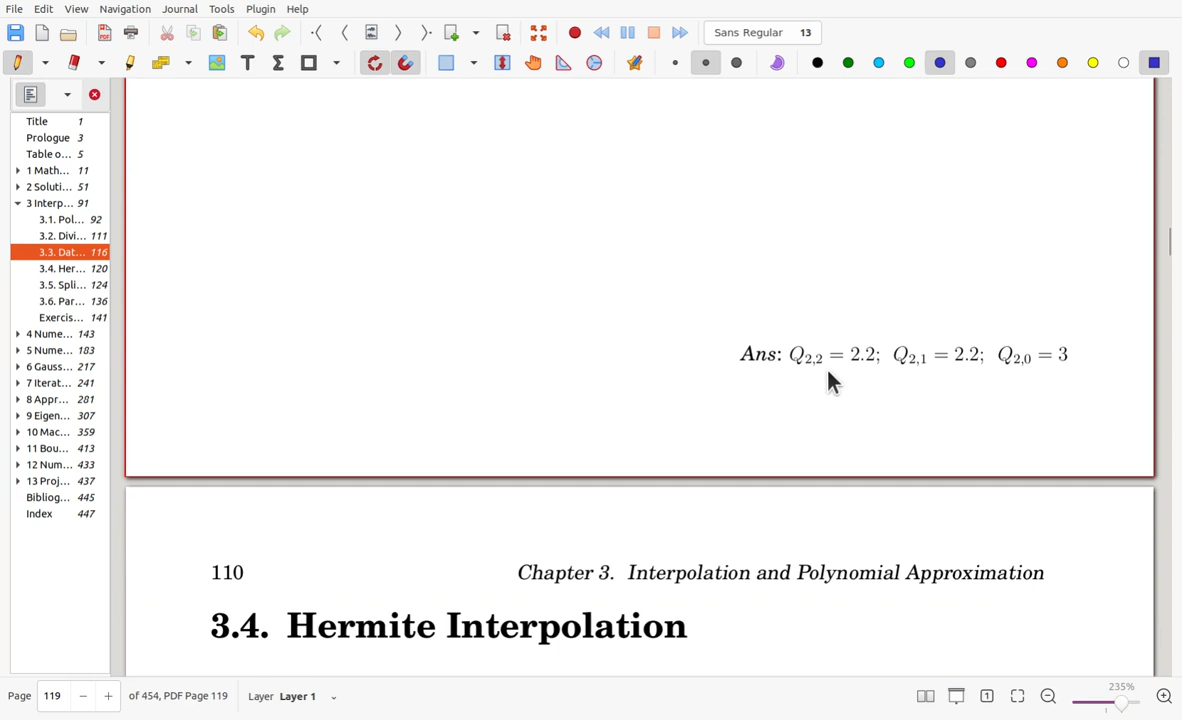 File Edit View Navigation Journal Tools Plugin Help
Sans Regular 13
Title 1
Prologue 3
Table o... 5
1 Math... 11
2 Soluti... 51
3 Interp... 91
3.1. Pol... 92
3.2. Divi... 111
3.3. Dat... 116
3.4. Her... 120
3.5. Spli... 124
3.6. Par... 136
Exercis... 141
4 Nume... 143
5 Nume... 183
6 Gauss... 217
7 Iterat... 241
8 Appr... 281
9 Eigen... 307
10 Mac... 359
11 Bou... 413
12 Num... 433
13 Proj... 437
Bibliog... 445
Index 447
Ans: Q2,2 = 2.2; Q2,1 = 2.2; Q2,0 = 3
110 Chapter 3. Interpolation and Polynomial Approximation
3.4. Hermite Interpolation
Page 119 − + of 454, PDF Page 119 Layer Layer 1 235%